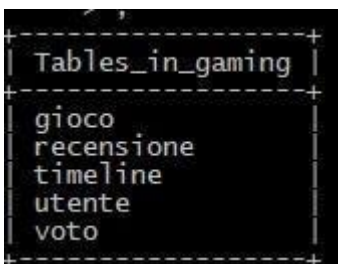 > ;
+-------------------+
| Tables_in_gaming |
+-------------------+
| gioco |
| recensione |
| timeline |
| utente |
| voto |
+-------------------+